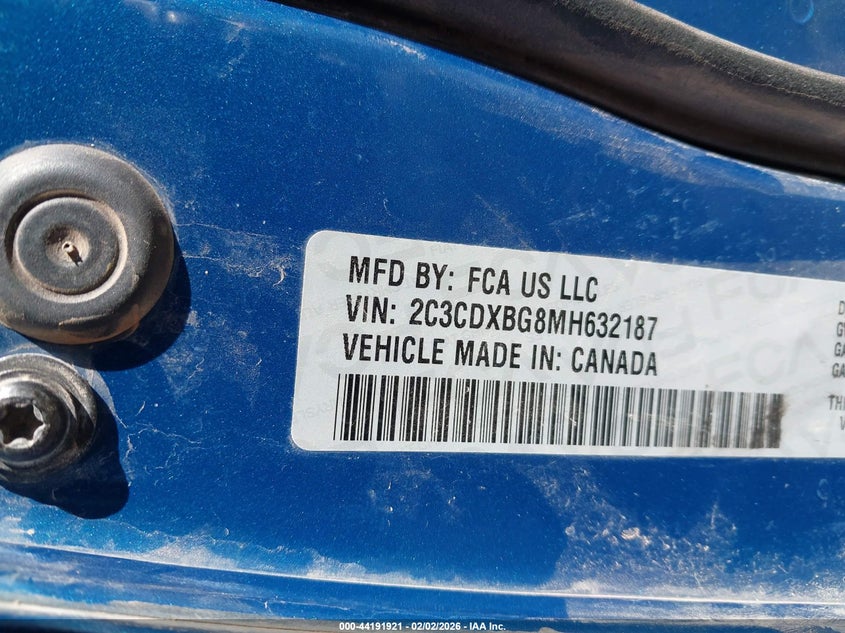 MFD BY: FCA US LLC
VIN: 2C3CDXBG8MH632187
VEHICLE MADE IN: CANADA
000-44191921 - 02/02/2026 - IAA Inc.